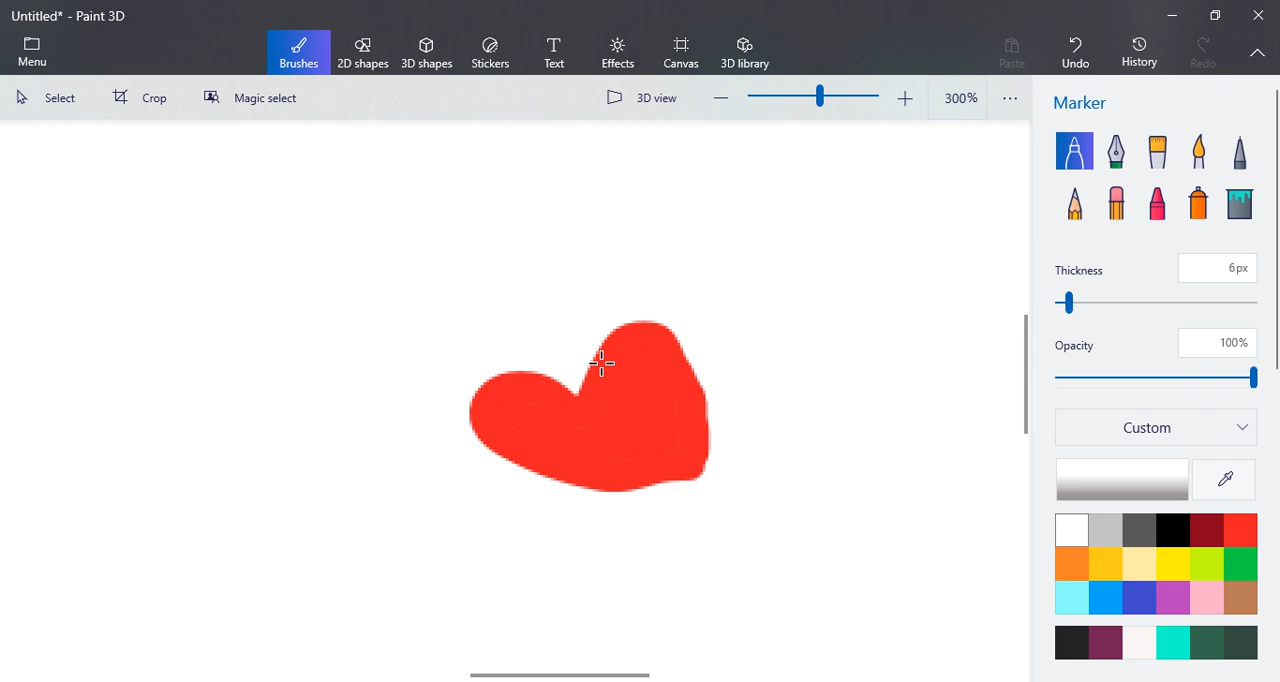 Untitled* - Paint 3D
Menu
Brushes 2D shapes 3D shapes Stickers Text Effects Canvas 3D library Paste Undo History Redo
Select Crop Magic select 3D view 300%
Marker
Thickness 6px
Opacity 100%
Custom